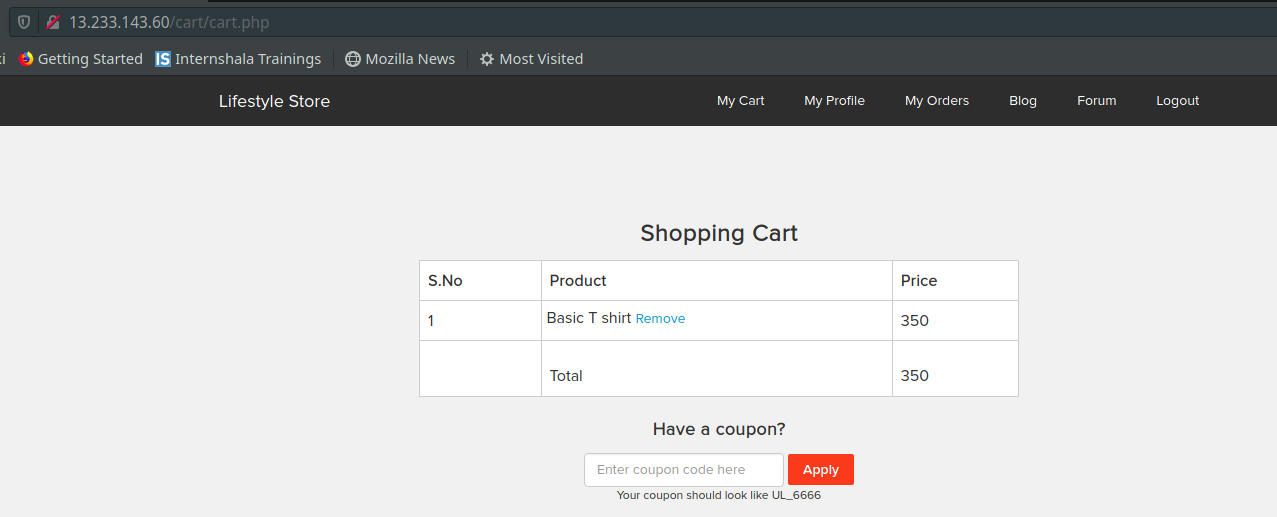 13.233.143.60/cart/cart.php
Getting Started IS Internshala Trainings Mozilla News Most Visited
Lifestyle Store My Cart My Profile My Orders Blog Forum Logout
Shopping Cart
S.No Product Price
1 Basic T shirt Remove 350
Total 350
Have a coupon?
Enter coupon code here Apply
Your coupon should look like UL_6666